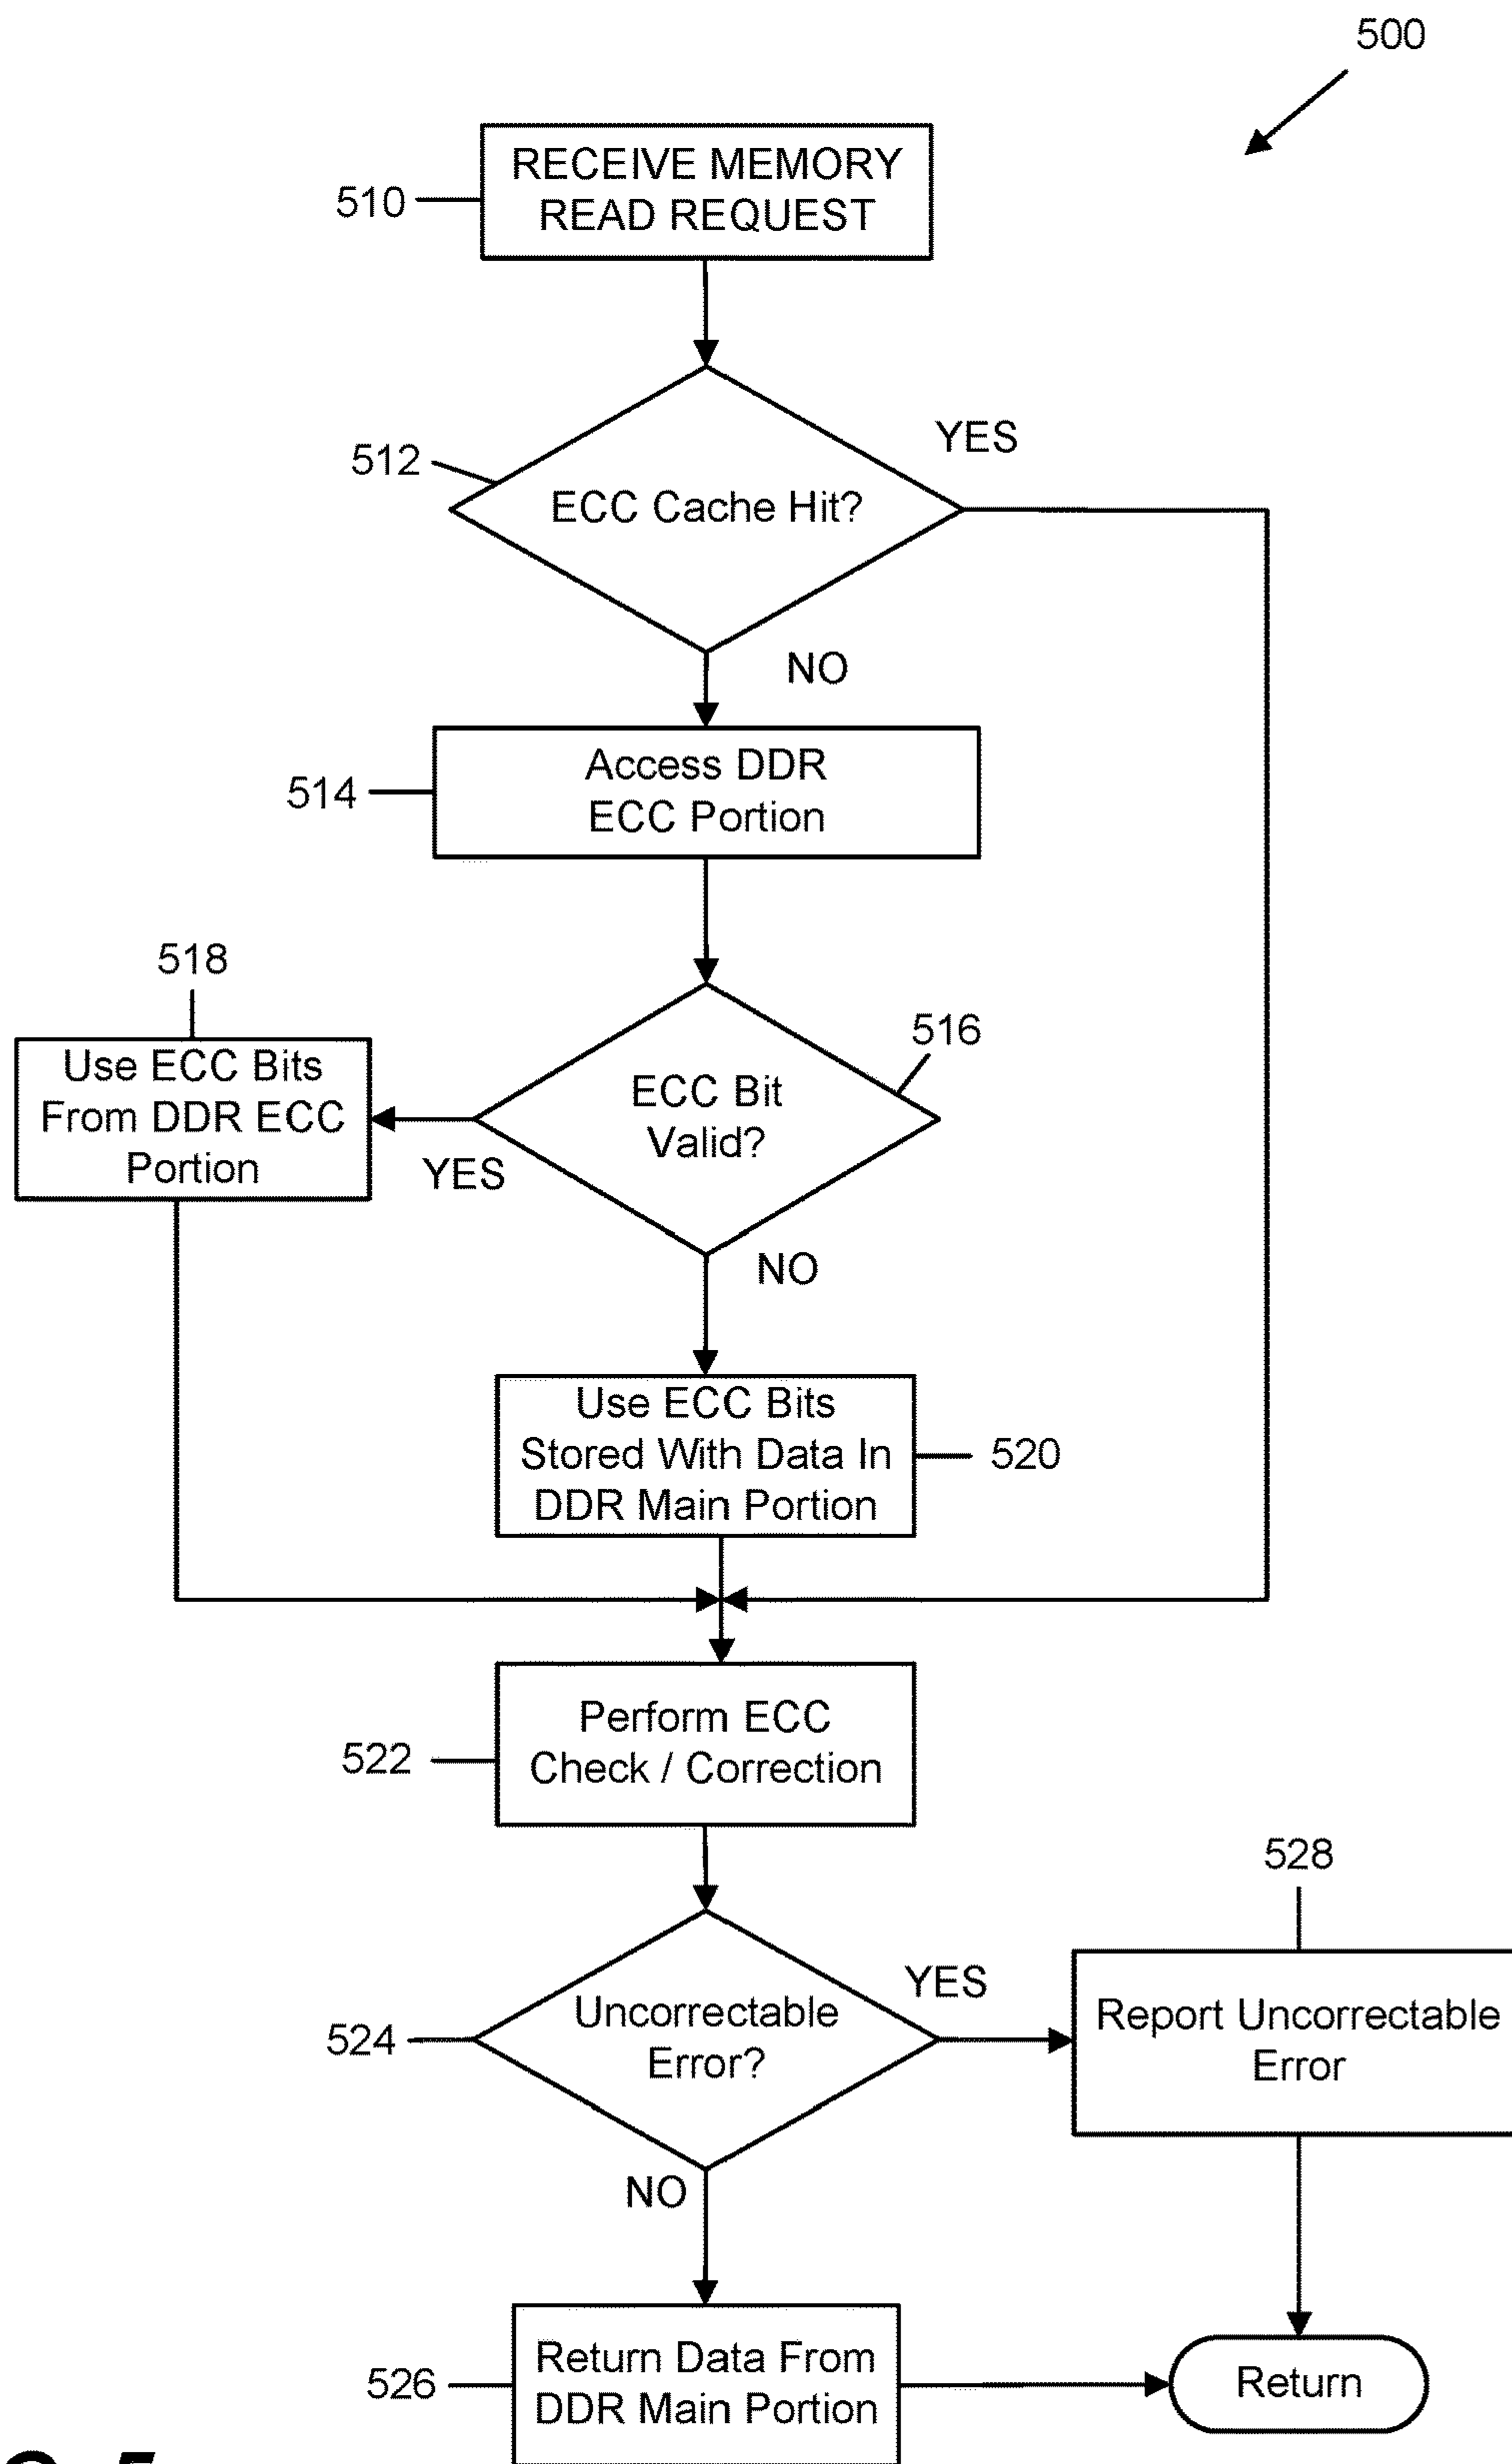 500
RECEIVE MEMORY
READ REQUEST
510
512
YES
ECC Cache Hit?
NO
514
Access DDR
ECC Portion
518
516
Use ECC Bits
From DDR ECC
Portion
ECC Bit
Valid?
YES
NO
Use ECC Bits
Stored With Data In
DDR Main Portion
520
Perform ECC
Check / Correction
522
528
YES
Uncorrectable
Error?
524
Report Uncorrectable
Error
NO
Return Data From
DDR Main Portion
526
Return